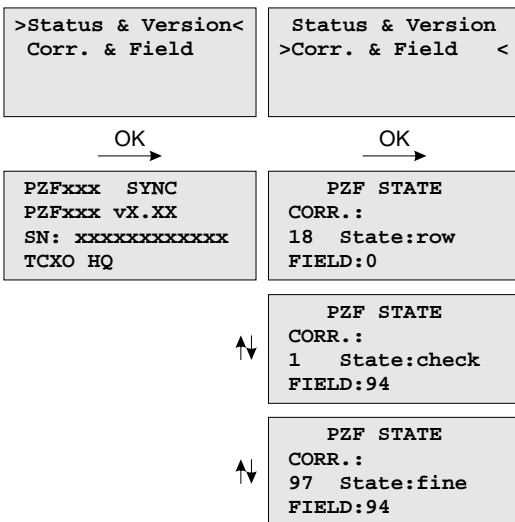 >Status & Version<
Corr. & Field
Status & Version
>Corr. & Field <
OK
OK
PZFxxx SYNC
PZFxxx vX.XX
SN: xxxxxxxxxxxx
TCXO HQ
PZF STATE
CORR.:
18 State:row
FIELD:0
PZF STATE
CORR.:
1 State:check
FIELD:94
PZF STATE
CORR.:
97 State:fine
FIELD:94